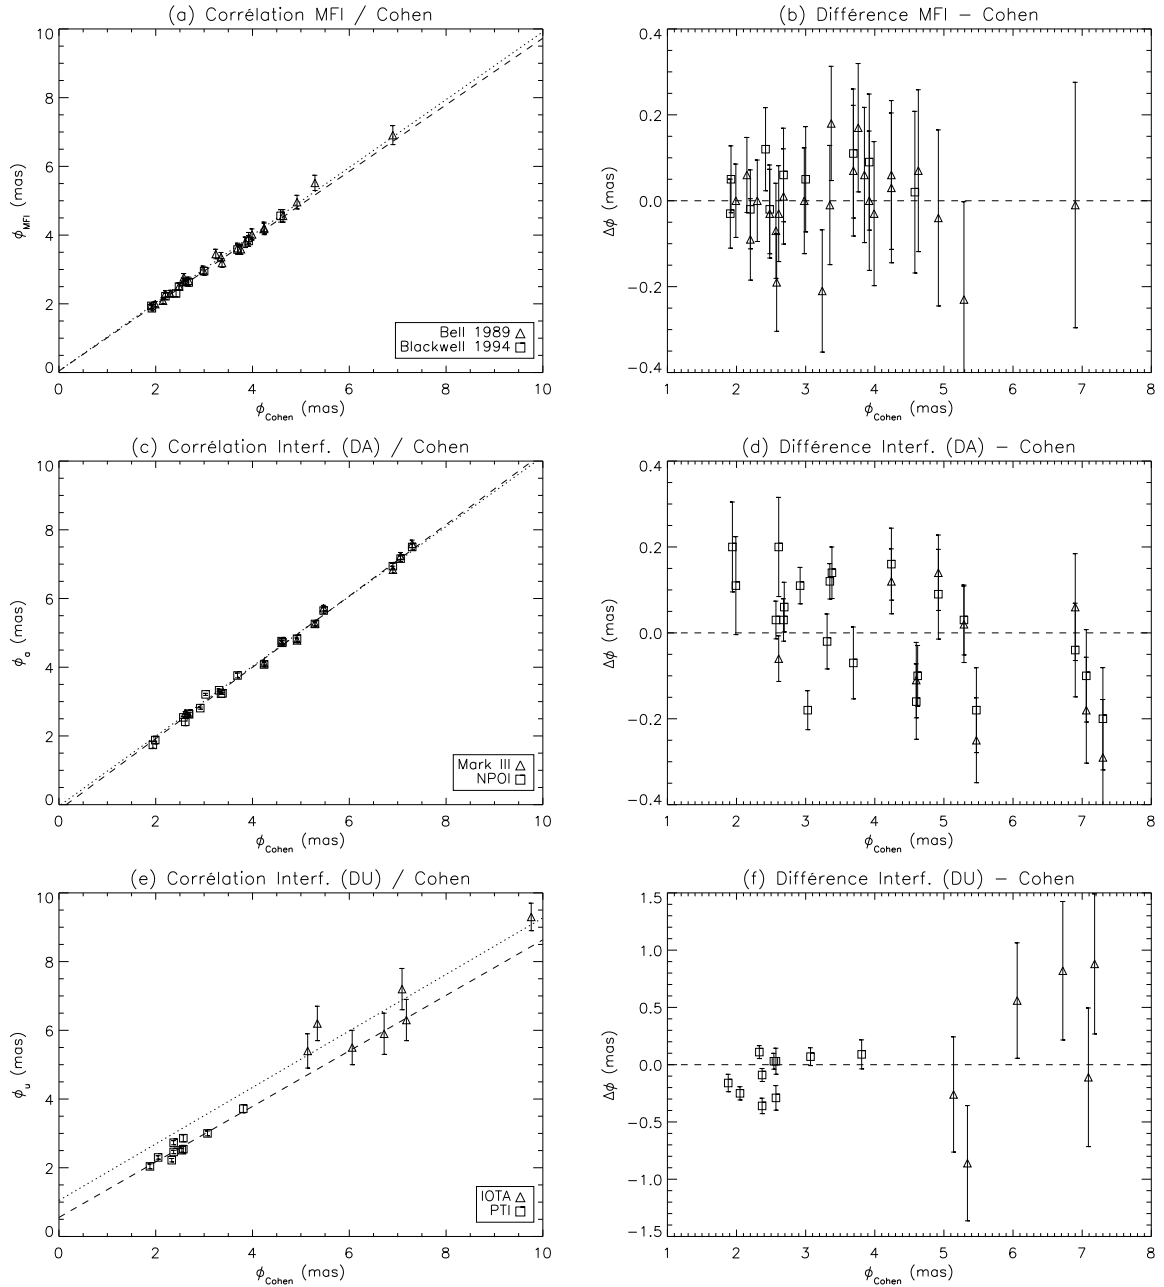 (a) Corrélation MFI / Cohen
10
8
6
4
2
0
0 2 4 6 8 10
ϕMFI (mas)
ϕCohen (mas)
Bell 1989
Blackwell 1994
(b) Différence MFI − Cohen
0.4
0.2
0.0
−0.2
−0.4
1 2 3 4 5 6 7 8
Δϕ (mas)
ϕCohen (mas)
(c) Corrélation Interf. (DA) / Cohen
10
8
6
4
2
0
0 2 4 6 8 10
ϕa (mas)
ϕCohen (mas)
Mark III
NPOI
(d) Différence Interf. (DA) − Cohen
0.4
0.2
0.0
−0.2
−0.4
1 2 3 4 5 6 7 8
Δϕ (mas)
ϕCohen (mas)
(e) Corrélation Interf. (DU) / Cohen
10
8
6
4
2
0
0 2 4 6 8 10
ϕu (mas)
ϕCohen (mas)
IOTA
PTI
(f) Différence Interf. (DU) − Cohen
1.5
1.0
0.5
0.0
−0.5
−1.0
−1.5
1 2 3 4 5 6 7 8
Δϕ (mas)
ϕCohen (mas)